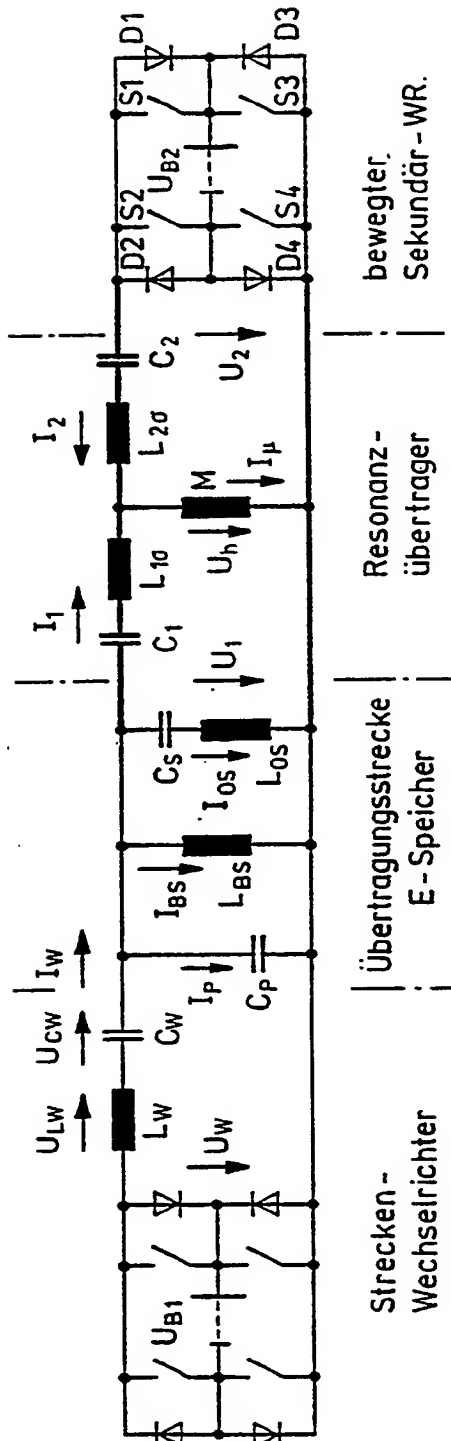 U_B1
U_W
L_W
U_LW
C_W
U_CW
I_W
I_P
C_P
I_BS
L_BS
C_S
I_OS
L_OS
U_1
C_1
I_1
L_1σ
U_h
M
I_μ
I_2
L_2σ
C_2
U_2
D2
S2
D4
S4
U_B2
S1
D1
S3
D3
Strecken-
Wechselrichter
Übertragungsstrecke
E-Speicher
Resonanz-
übertrager
bewegter
Sekundär-WR.